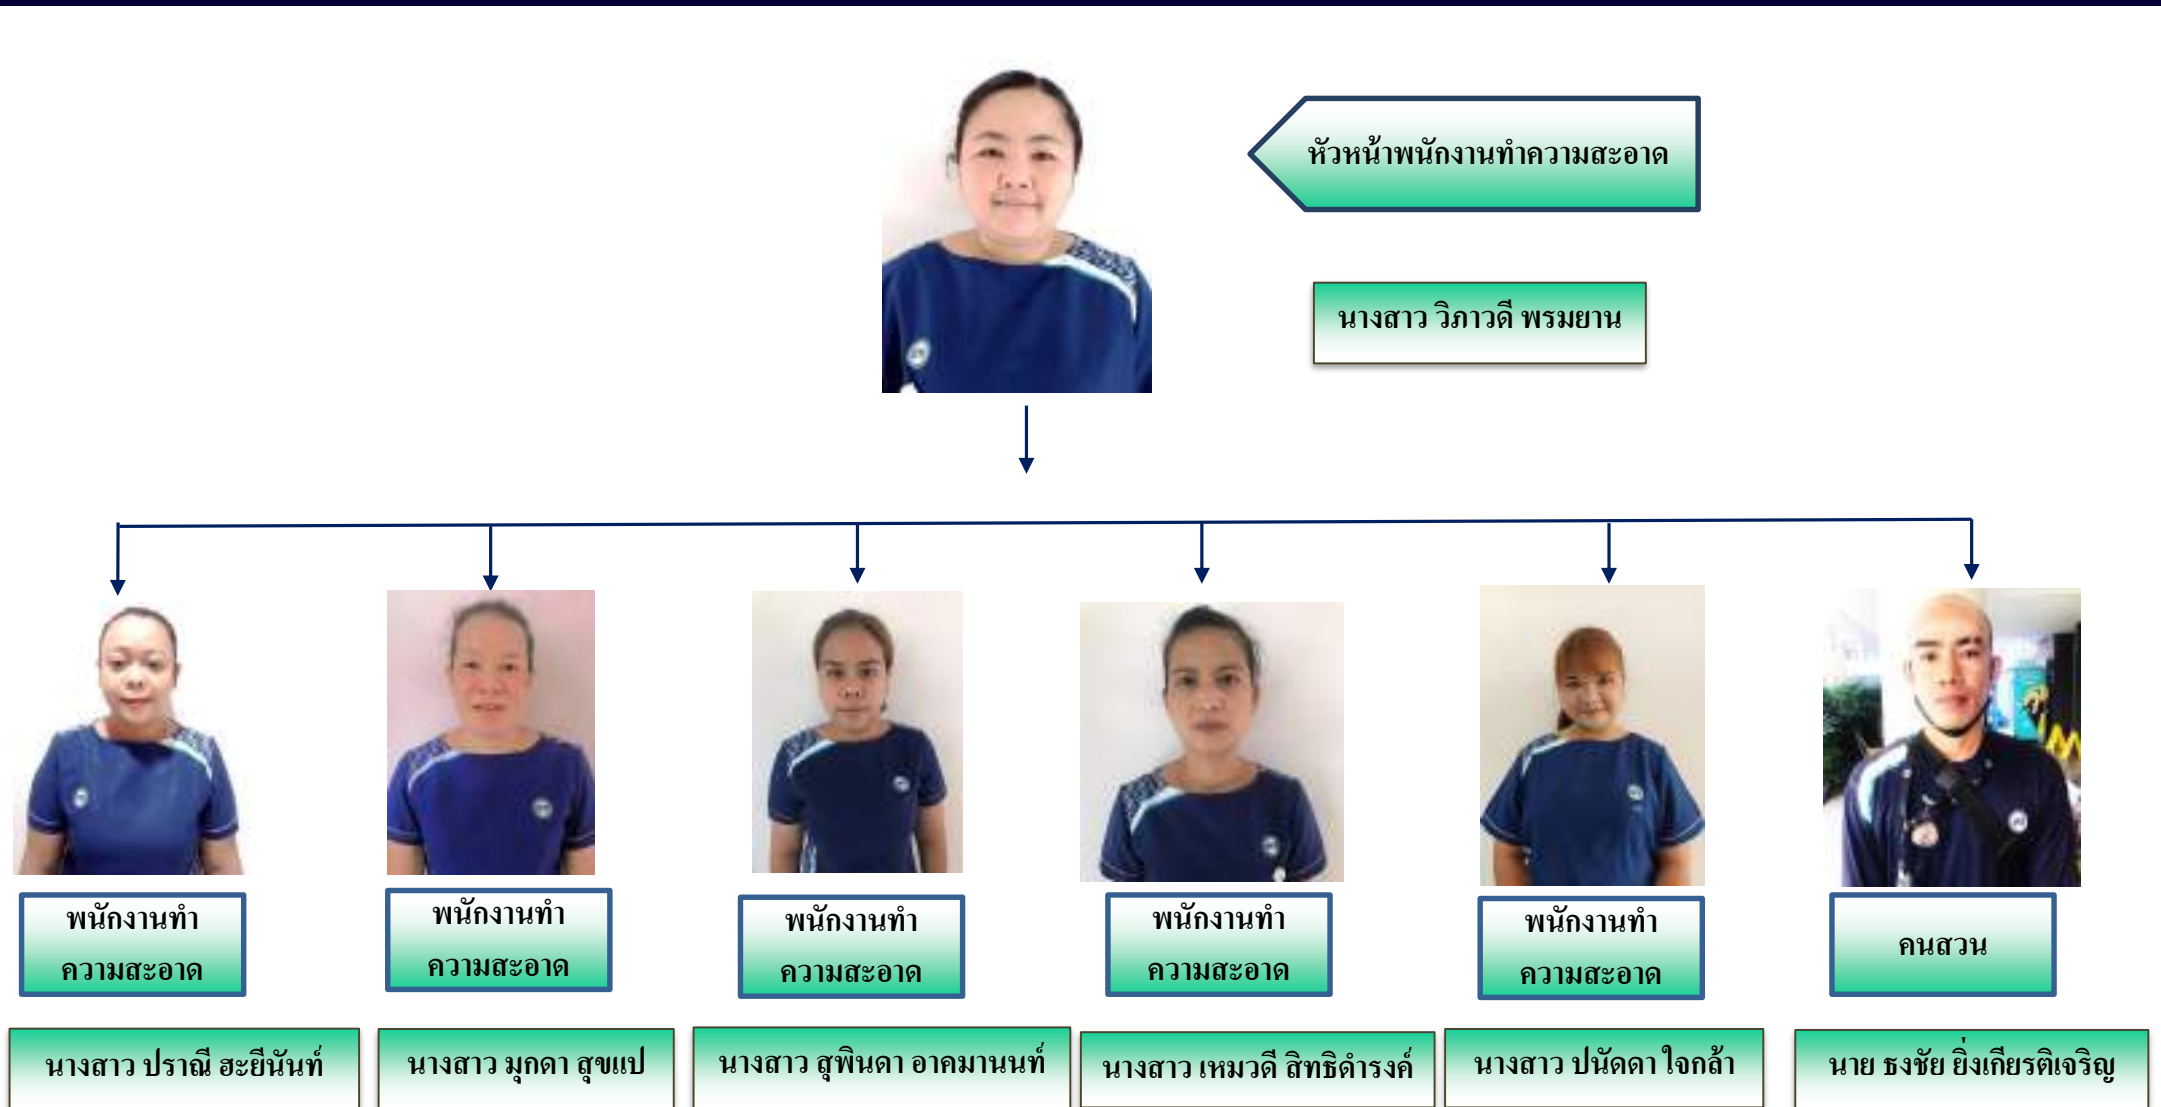 หัวหน้าพนักงานทำความสะอาด
นางสาว วิภาวดี พรมยาน
พนักงานทำ
ความสะอาด
พนักงานทำ
ความสะอาด
พนักงานทำ
ความสะอาด
พนักงานทำ
ความสะอาด
พนักงานทำ
ความสะอาด
คนสวน
นางสาว ปราณี ฮะยีนันท์
นางสาว มุกดา สุขแป
นางสาว สุพินดา อาคมานนท์
นางสาว เหมวดี สิทธิดำรงค์
นางสาว ปนัดดา ใจกล้า
นาย ธงชัย ยิ่งเกียรติเจริญ